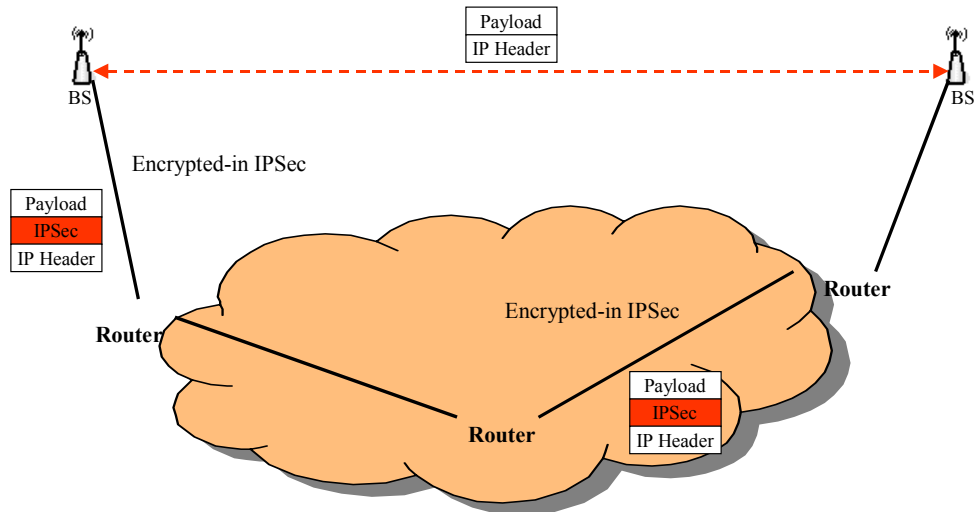 Payload
IP Header
BS
BS
Encrypted-in IPSec
Payload
IPSec
IP Header
Router
Encrypted-in IPSec
Router
Payload
IPSec
IP Header
Router